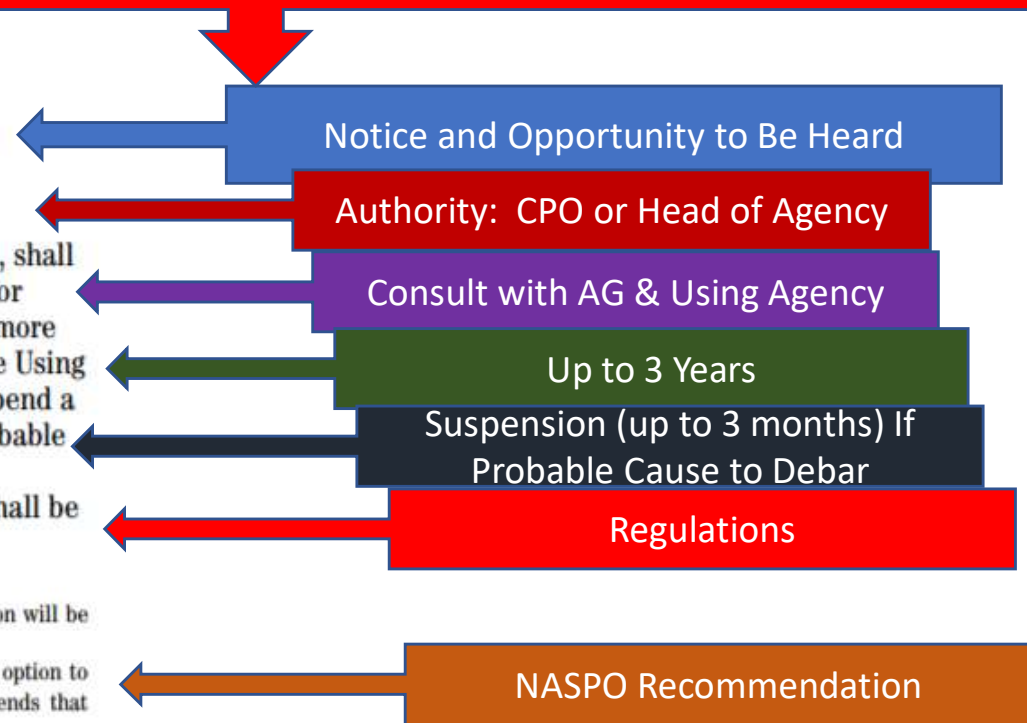 Notice and Opportunity to Be Heard
Authority: CPO or Head of Agency
, shall
or
more
Consult with AG & Using Agency
Using
Up to 3 Years
pend a
bable
Suspension (up to 3 months) If
Probable Cause to Debar
hall be
Regulations
on will be
option to
ends that
NASPO Recommendation